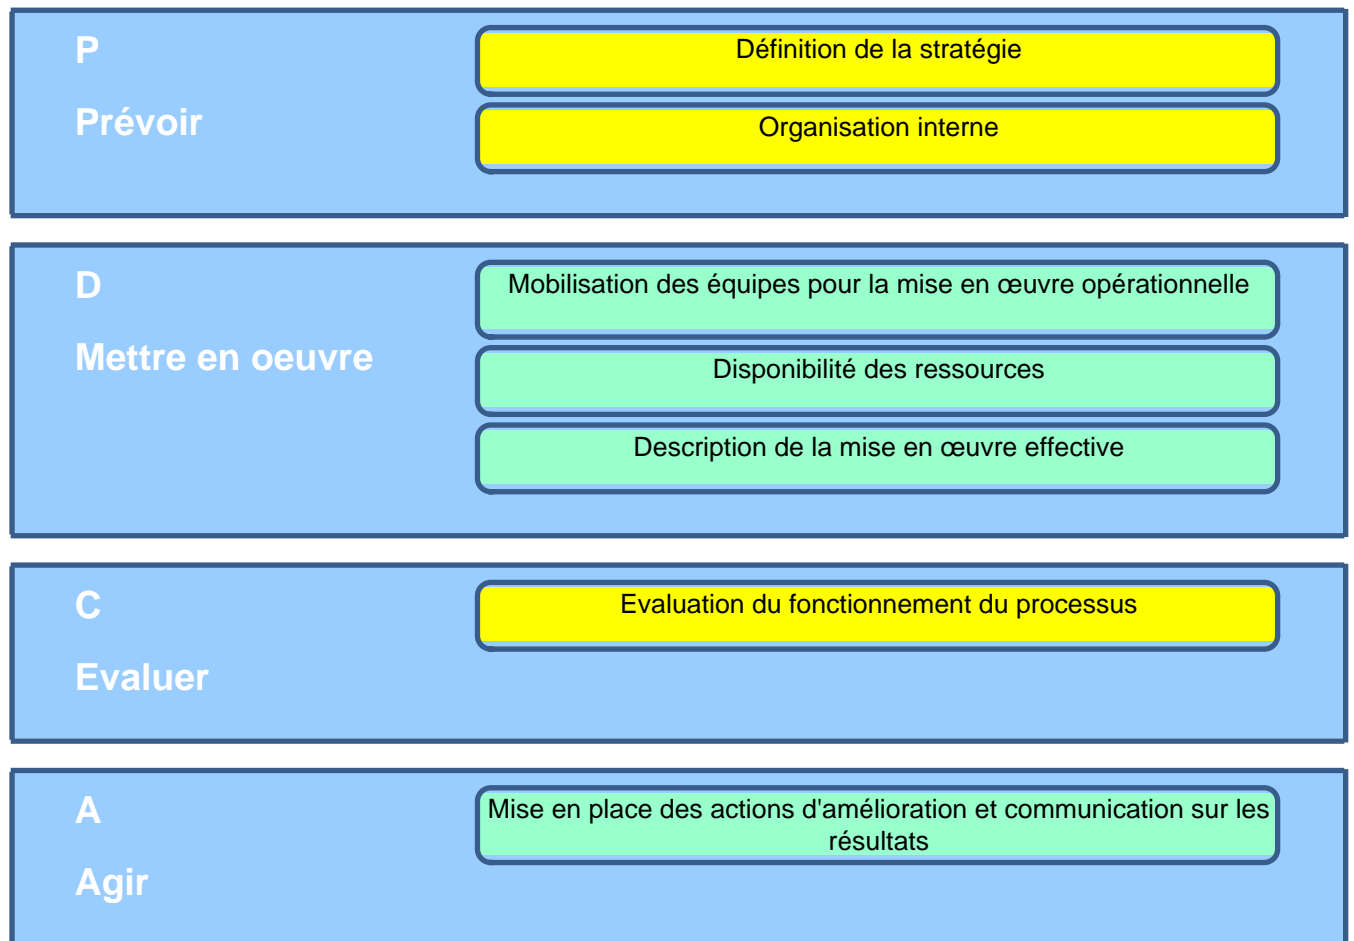 P
Prévoir
Définition de la stratégie
Organisation interne
D
Mettre en oeuvre
Mobilisation des équipes pour la mise en œuvre opérationnelle
Disponibilité des ressources
Description de la mise en œuvre effective
C
Evaluer
Evaluation du fonctionnement du processus
A
Agir
Mise en place des actions d'amélioration et communication sur les
résultats